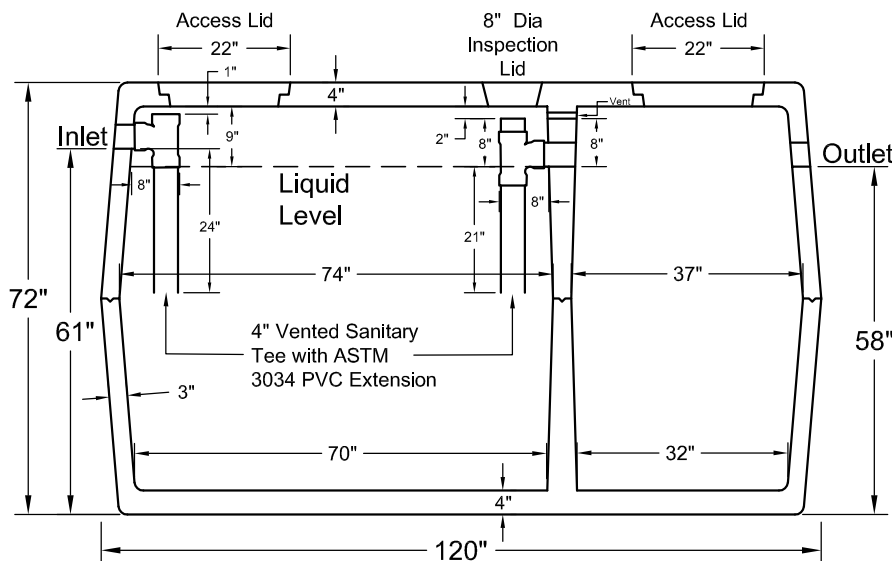 Access Lid
22"
8" Dia
Inspection
Lid
Access Lid
22"
1"
4"
9"
2"
8"
Vent
8"
Inlet
Outlet
8"
Liquid
Level
24"
21"
8"
74"
37"
72"
61"
58"
4" Vented Sanitary
Tee with ASTM
3034 PVC Extension
3"
70"
32"
4"
120"